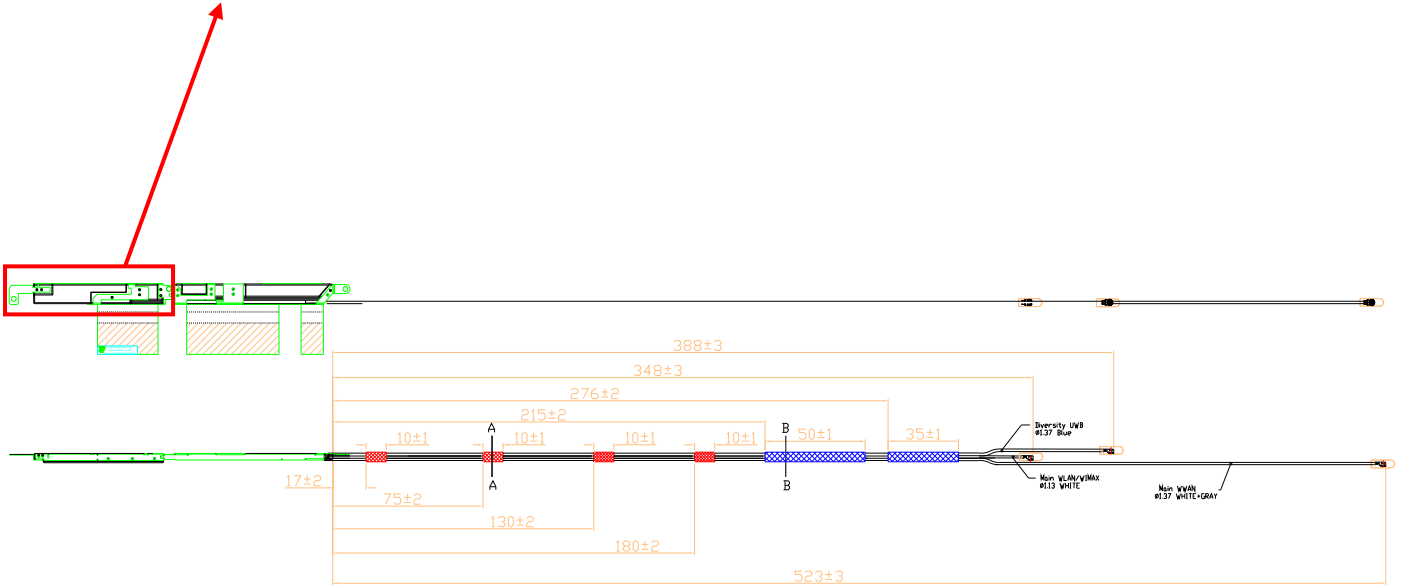 388±3
348±3
276±2
215±2
A
B
10±1
10±1
10±1
10±1
50±1
35±1
Diversity UWB
ø1.37 Blue
17±2
A
B
Main WLAN/WIMAX
ø1.13 WHITE
Main WWAN
ø1.37 WHITE+GRAY
75±2
130±2
180±2
523±3